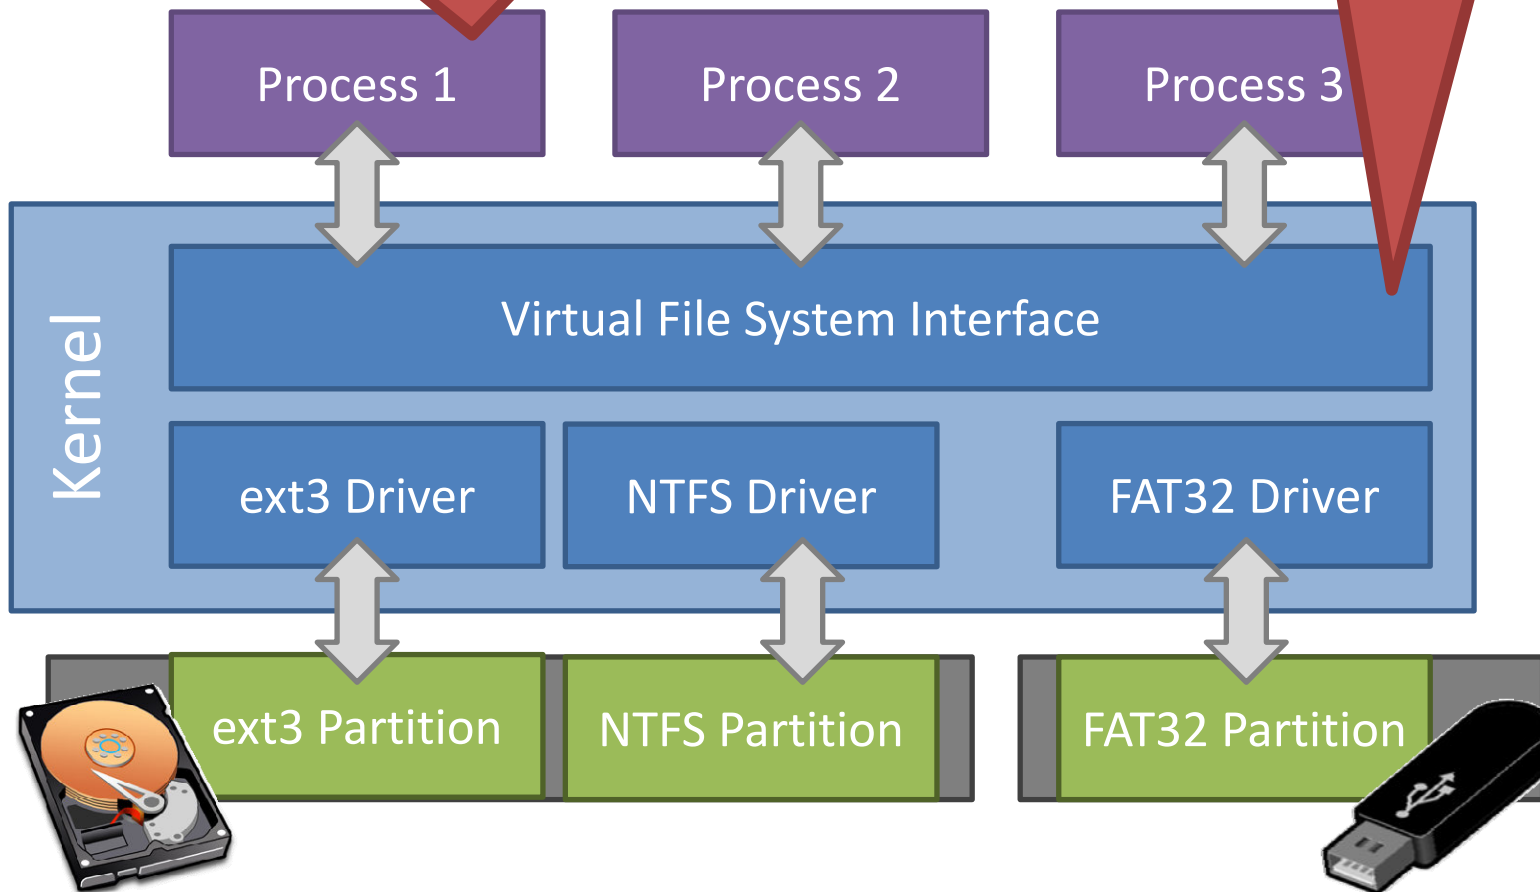 Process 1
Process 2
Process 3
Kernel
Virtual File System Interface
ext3 Driver
NTFS Driver
FAT32 Driver
ext3 Partition
NTFS Partition
FAT32 Partition